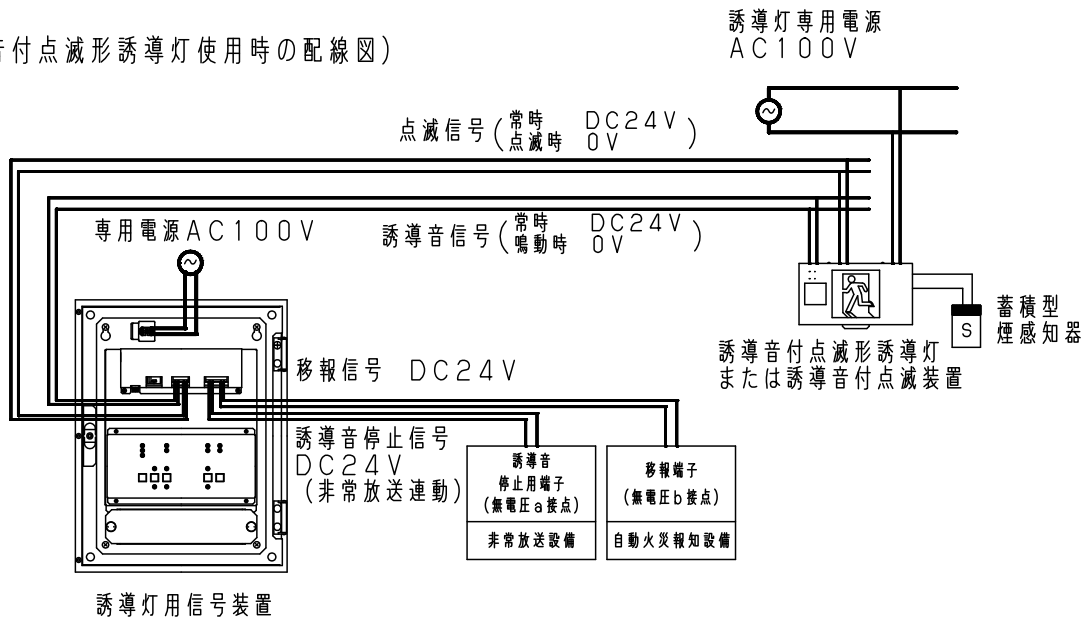 誘導灯専用電源
AC100V
音付点滅形誘導灯使用時の配線図)
点滅信号(常時 DC24V
点滅時 0V)
専用電源AC100V
誘導音信号(常時 DC24V
鳴動時 0V)
蓄積型
煙感知器
S
誘導音付点滅形誘導灯
または誘導音付点滅装置
移報信号 DC24V
誘導音停止信号
DC24V
(非常放送連動)
誘導音
停止用端子
(無電圧a接点)
非常放送設備
移報端子
(無電圧b接点)
自動火災報知設備
誘導灯用信号装置